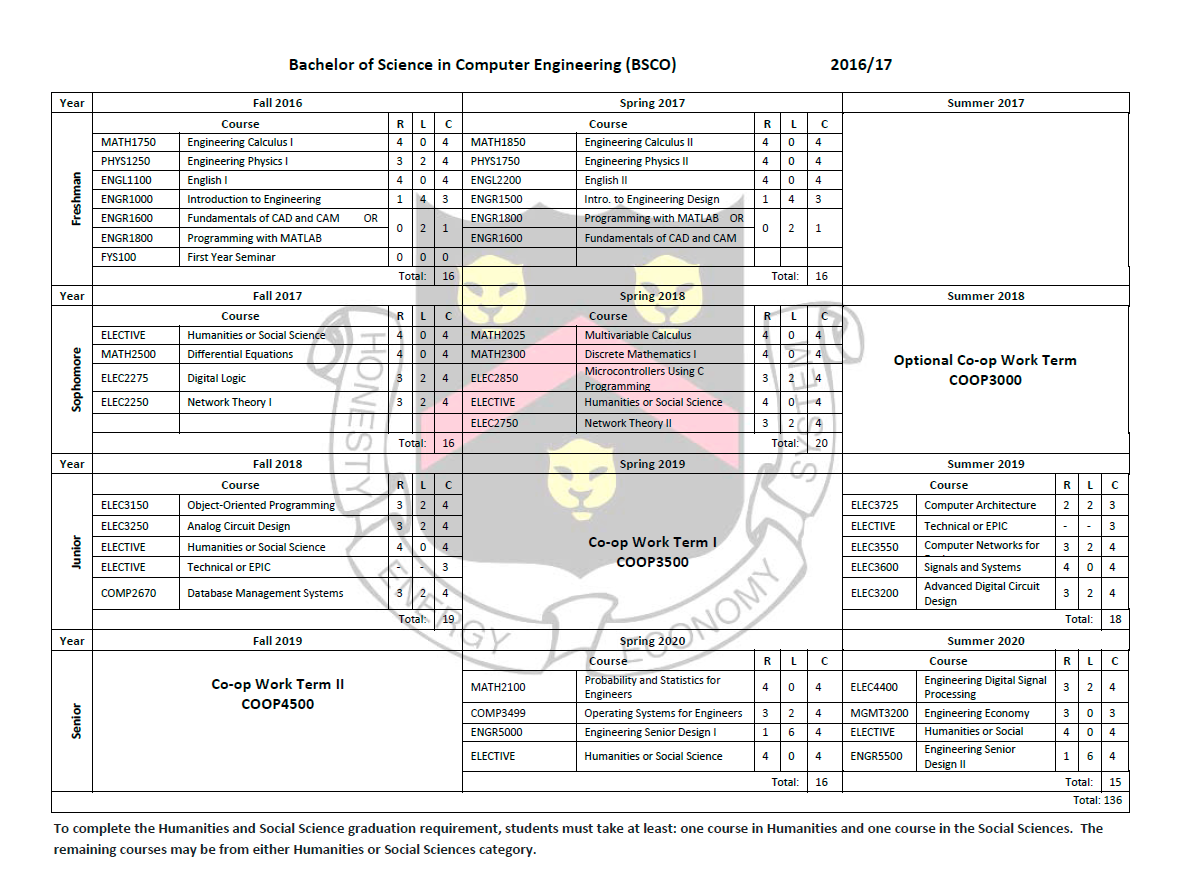 Bachelor of Science in Computer Engineering (BSCO) 2016/17
Year Fall 2016 Spring 2017 Summer 2017
Freshman
Course R L C Course R L C
MATH1750 Engineering Calculus I 4 0 4 MATH1850 Engineering Calculus II 4 0 4
PHYS1250 Engineering Physics I 3 2 4 PHYS1750 Engineering Physics II 4 0 4
ENGL1100 English I 4 0 4 ENGL2200 English II 4 0 4
ENGR1000 Introduction to Engineering 1 4 3 ENGR1500 Intro. to Engineering Design 1 4 3
ENGR1600 Fundamentals of CAD and CAM OR ENGR1800 Programming with MATLAB OR
0 2 1 0 2 1
ENGR1800 Programming with MATLAB ENGR1600 Fundamentals of CAD and CAM
FYS100 First Year Seminar 0 0 0
Total: 16 Total: 16
Year Fall 2017 Spring 2018 Summer 2018
Sophomore
Course R L C Course R L C
ELECTIVE Humanities or Social Science 4 0 4 MATH2025 Multivariable Calculus 4 0 4
MATH2500 Differential Equations 4 0 4 MATH2300 Discrete Mathematics I 4 0 4
Optional Co-op Work Term
COOP3000
ELEC2275 Digital Logic 3 2 4 ELEC2850 Microcontrollers Using C
Programming 3 2 4
ELEC2250 Network Theory I 3 2 4 ELECTIVE Humanities or Social Science 4 0 4
ELEC2750 Network Theory II 3 2 4
Total: 16 Total: 20
Year Fall 2018 Spring 2019 Summer 2019
Junior
Course R L C Course R L C
ELEC3150 Object-Oriented Programming 3 2 4 ELEC3725 Computer Architecture 2 2 3
ELEC3250 Analog Circuit Design 3 2 4 ELECTIVE Technical or EPIC - - 3
Co-op Work Term I
COOP3500
ELECTIVE Humanities or Social Science 4 0 4 ELEC3550 Computer Networks for 3 2 4
ELECTIVE Technical or EPIC - - 3 ELEC3600 Signals and Systems 4 0 4
COMP2670 Database Management Systems 3 2 4 ELEC3200 Advanced Digital Circuit
Design 3 2 4
Total: 19 Total: 18
Year Fall 2019 Spring 2020 Summer 2020
Senior
Co-op Work Term II
COOP4500
Course R L C Course R L C
MATH2100 Probability and Statistics for
Engineers 4 0 4 ELEC4400 Engineering Digital Signal
Processing 3 2 4
COMP3499 Operating Systems for Engineers 3 2 4 MGMT3200 Engineering Economy 3 0 3
ENGR5000 Engineering Senior Design I 1 6 4 ELECTIVE Humanities or Social 4 0 4
ELECTIVE Humanities or Social Science 4 0 4 ENGR5500 Engineering Senior
Design II 1 6 4
Total: 16 Total: 15
Total: 136
HONESTY
ENERGY
ECONOMY
SYSTEM
To complete the Humanities and Social Science graduation requirement, students must take at least: one course in Humanities and one course in the Social Sciences. The
remaining courses may be from either Humanities or Social Sciences category.